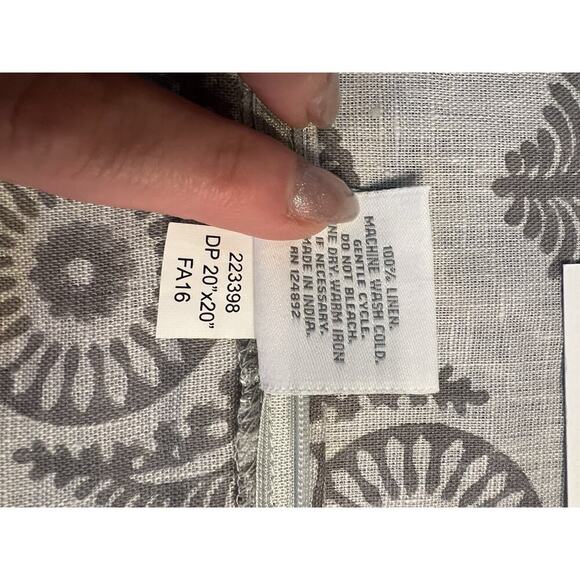 100% LINEN.
MACHINE WASH COLD.
GENTLE CYCLE.
DO NOT BLEACH.
DRY. WARM IRON
IF NECESSARY.
MADE IN INDIA.
RN 124892
223398
DP 20"x20"
FA16